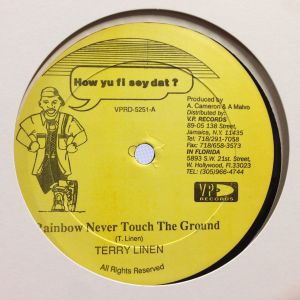 How yu fi sey dat ?
VPRD-5251-A
Produced by
A. Cameron & A Malvo
Distributed by:
V.P. RECORDS
89-05 138 Street,
Jamaica, N.Y. 11435
Tel: 718/291-7058
Fax: 718/658-3573
IN FLORIDA
5893 S.W. 21st. Street,
W. Hollywood, Fl.33023
TEL: (305)966-4744
VP
RECORDS
Rainbow Never Touch The Ground
(T. Linen)
TERRY LINEN
All Rights Reserved